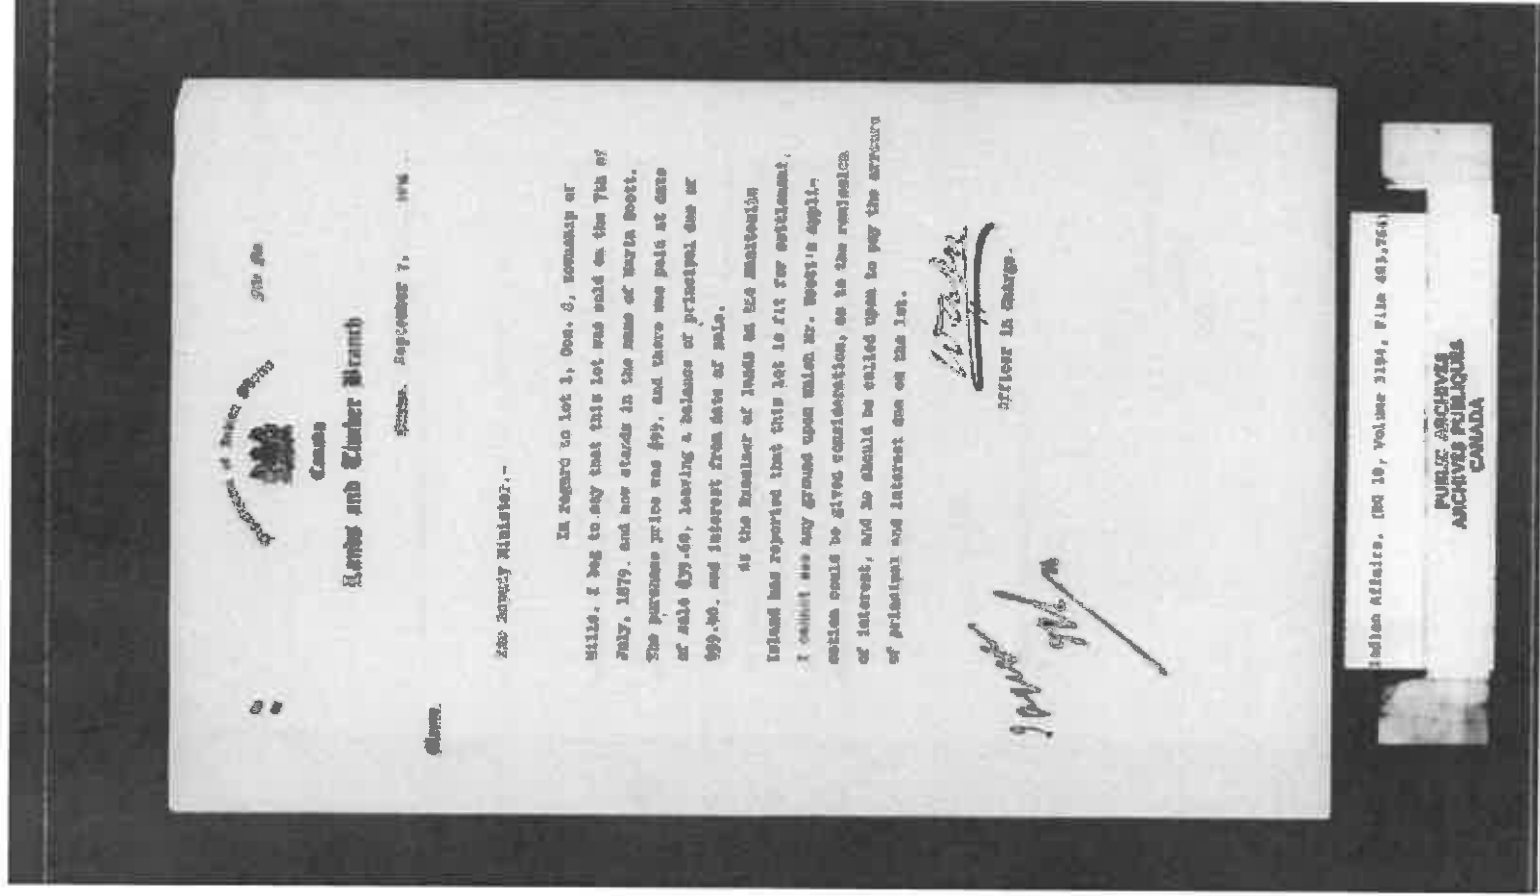 Department of Indian Affairs
Canada
Lands and Timber Branch
September 7,
Deputy Minister.-
In regard to lot 1, Con. , township of
Mills, I beg to say that this lot was sold on the 7th of
July, 1879. and now stands in the name of Scott.
The purchase price was $99, and there was paid at date
of sale $39.60, leaving a balance of principal due of
$59.40. and interest from date of sale.
As the Examiner of lands on the Manitoulin
Island has reported that this lot is fit for settlement,
I cannot see any ground upon which Mr. Scott's appli-
cation could be given consideration, as to the remission
of interest, and he should be called upon to pay the arrears
of principal and interest due on the lot.
Officer in Charge.
I agree
Indian Affairs. (RG 10, Volume 3194, File 483,764)
PUBLIC ARCHIVES
ARCHIVES PUBLIQUES
CANADA